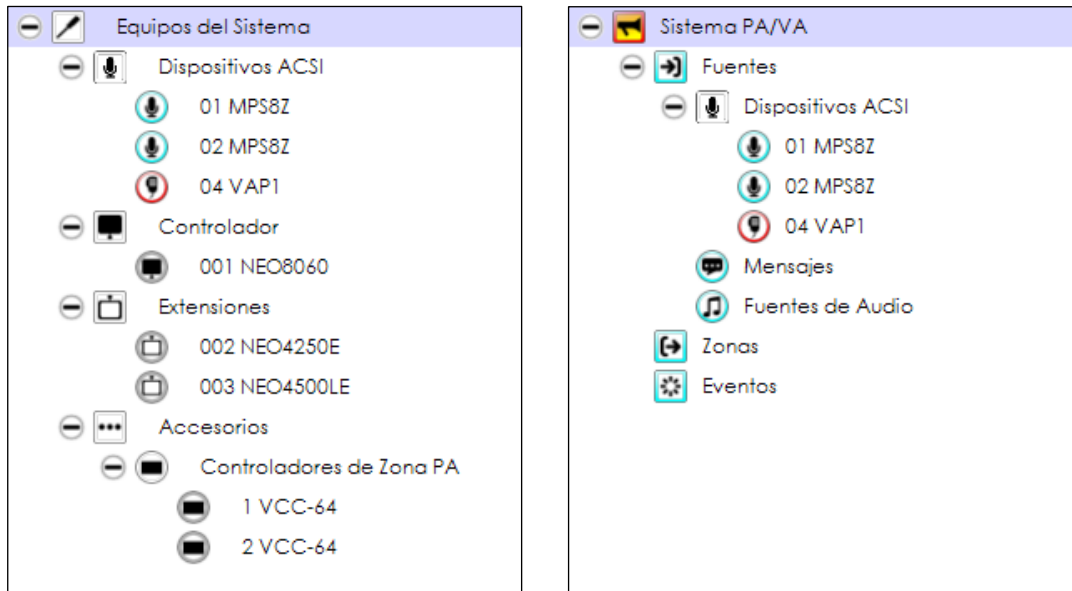 Equipos del Sistema
Dispositivos ACSI
01 MPS8Z
02 MPS8Z
04 VAP1
Controlador
001 NEO8060
Extensiones
002 NEO4250E
003 NEO4500LE
Accesorios
Controladores de Zona PA
1 VCC-64
2 VCC-64
Sistema PA/VA
Fuentes
Dispositivos ACSI
01 MPS8Z
02 MPS8Z
04 VAP1
Mensajes
Fuentes de Audio
Zonas
Eventos